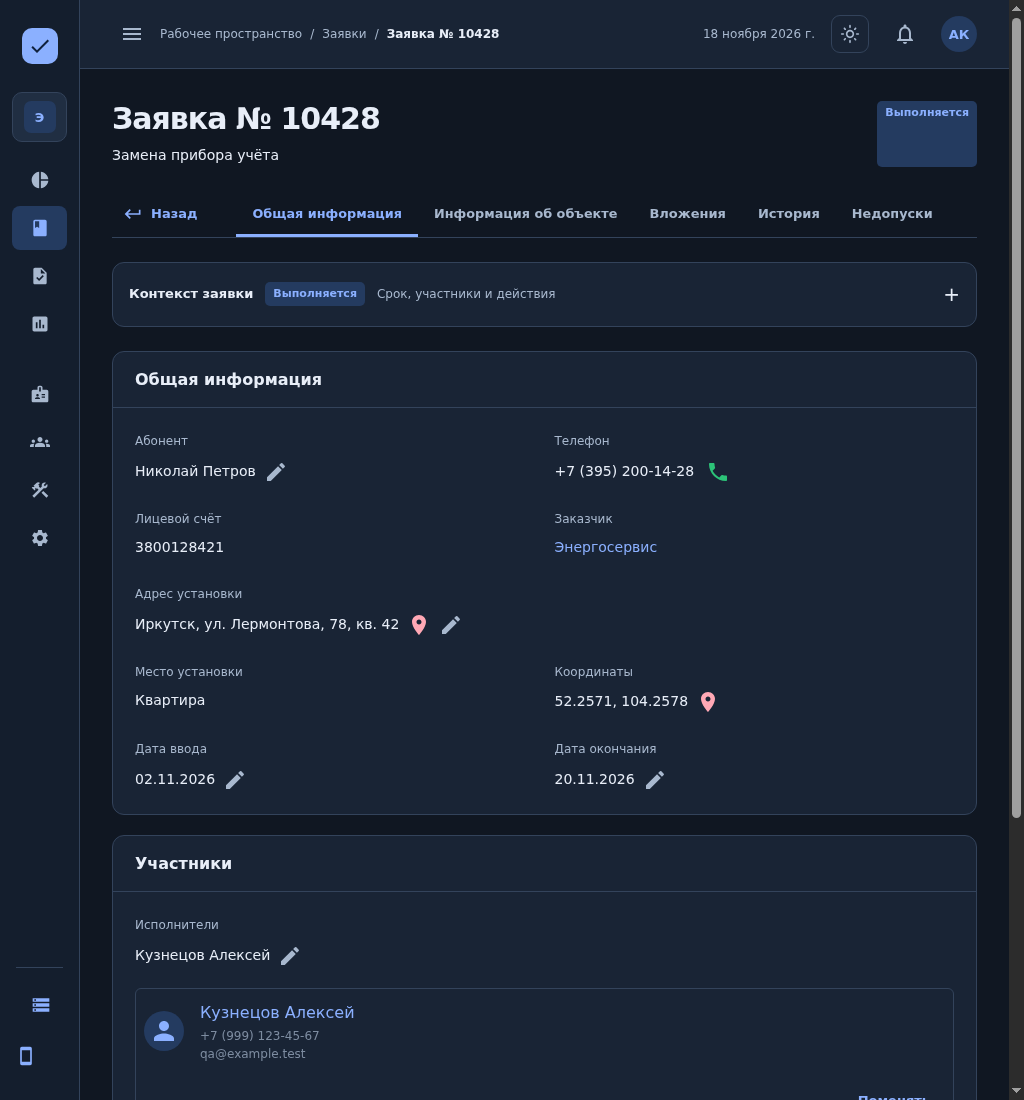 Рабочее пространство / Заявки / Заявка № 10428
18 ноября 2026 г.
АК
Э
Заявка № 10428
Выполняется
Замена прибора учёта
Назад
Общая информация
Информация об объекте
Вложения
История
Недопуски
Контекст заявки
Выполняется
Срок, участники и действия
+
Общая информация
Абонент
Телефон
Николай Петров
+7 (395) 200-14-28
Лицевой счёт
Заказчик
3800128421
Энергосервис
Адрес установки
Иркутск, ул. Лермонтова, 78, кв. 42
Место установки
Координаты
Квартира
52.2571, 104.2578
Дата ввода
Дата окончания
02.11.2026
20.11.2026
Участники
Исполнители
Кузнецов Алексей
Кузнецов Алексей
+7 (999) 123-45-67
qa@example.test
Поменять